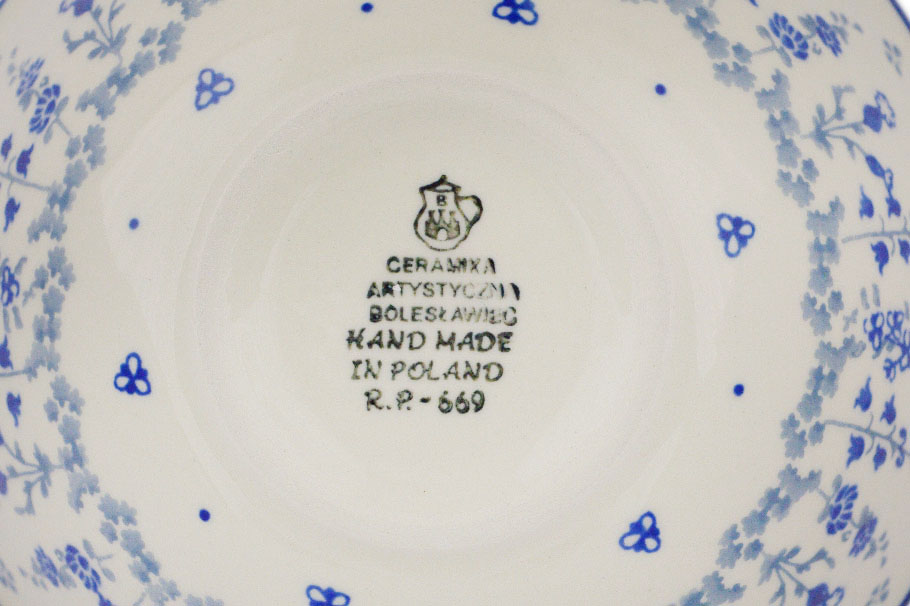 B
CERAMIKA
ARTYSTYCZNA
BOLESŁAWIEC
HAND MADE
IN POLAND
R.P.-669